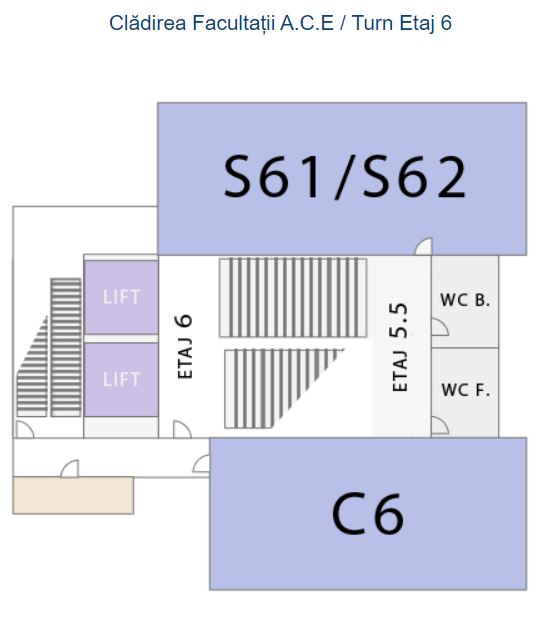 Clădirea Facultații A.C.E / Turn Etaj 6
S61/S62
LIFT
LIFT
ETAJ 6
ETAJ 5.5
WC B.
WC F.
C6